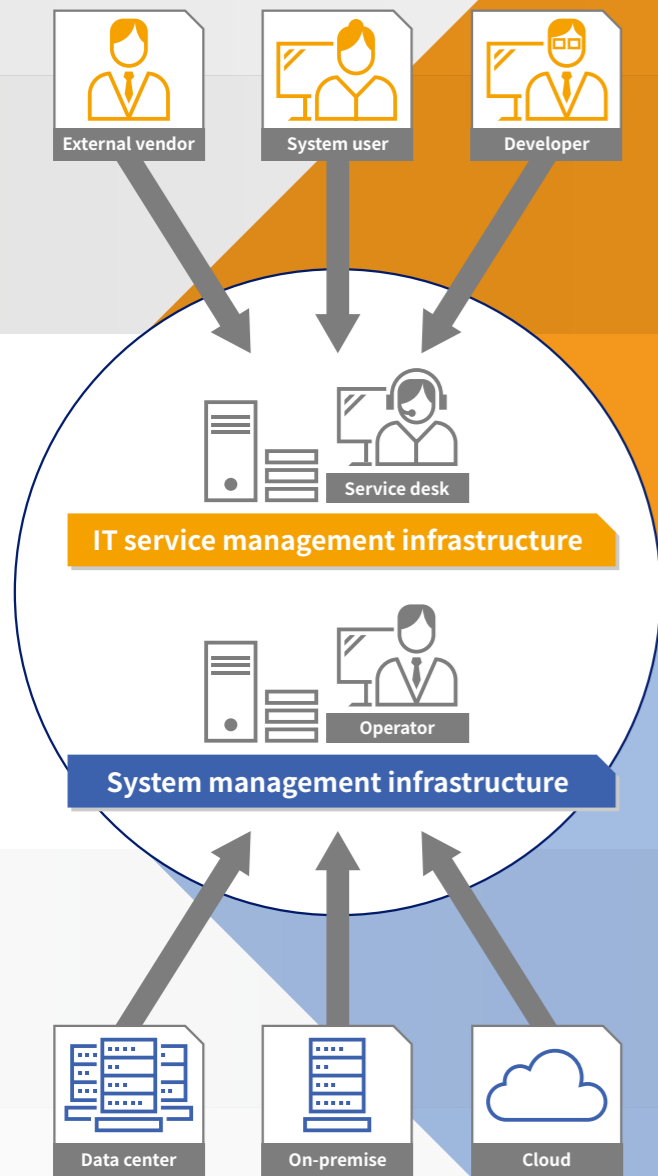 External vendor
System user
Developer
Service desk
IT service management infrastructure
Operator
System management infrastructure
Data center
On-premise
Cloud